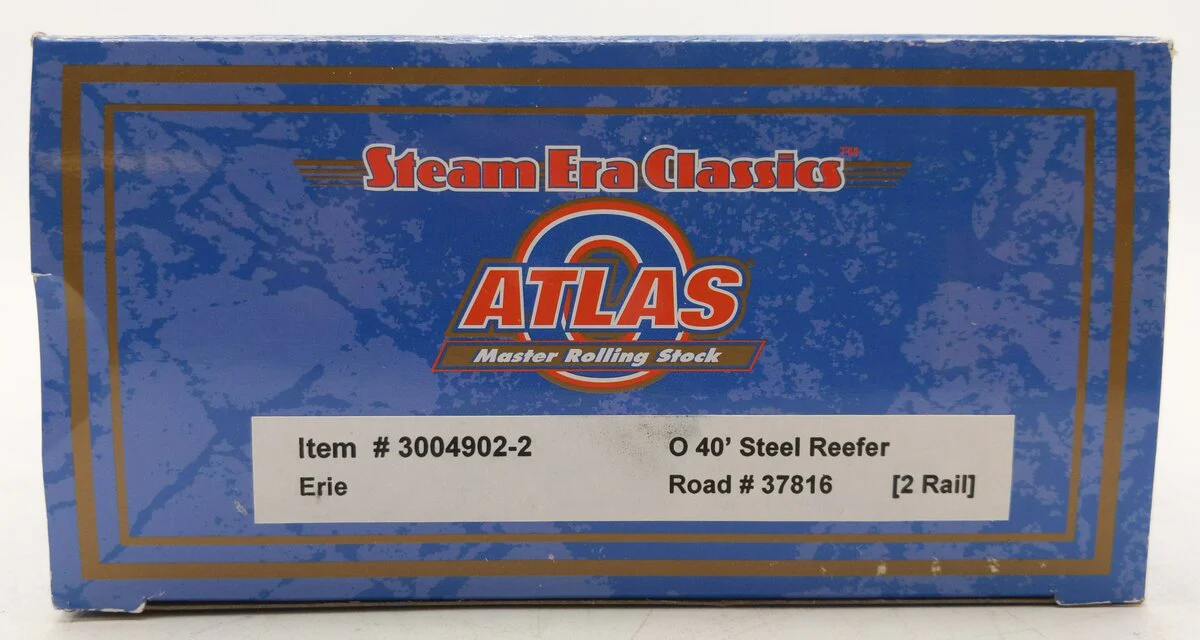 Steam Era Classics™
O
ATLAS
Master Rolling Stock
Item # 3004902-2
O 40' Steel Reefer
Erie
Road # 37816 [2 Rail]